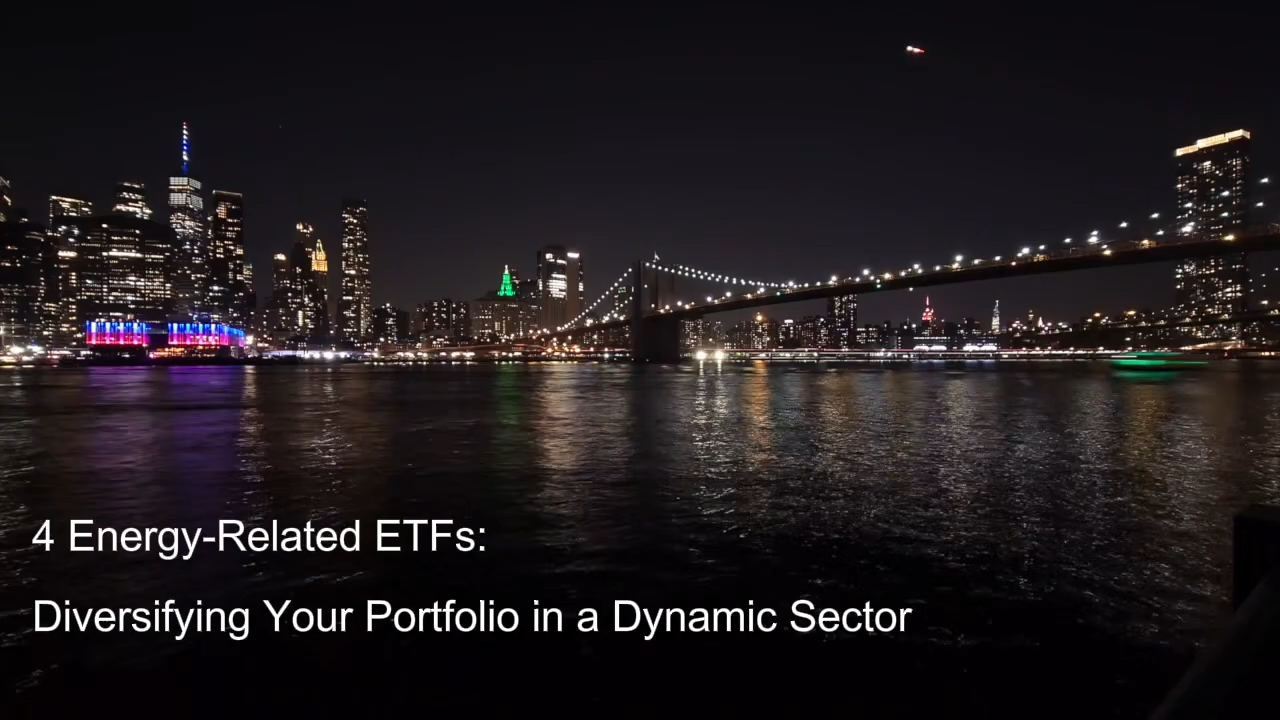 4 Energy-Related ETFs:
Diversifying Your Portfolio in a Dynamic Sector